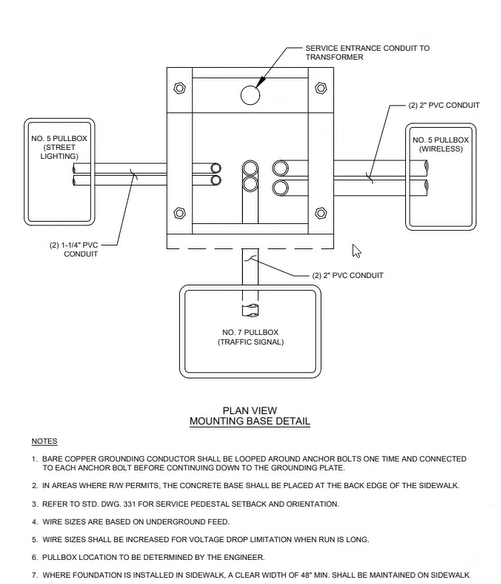 SERVICE ENTRANCE CONDUIT TO
TRANSFORMER
(2) 2" PVC CONDUIT
NO. 5 PULLBOX
(STREET
LIGHTING)
NO. 5 PULLBOX
(WIRELESS)
(2) 1-1/4" PVC
CONDUIT
(2) 2" PVC CONDUIT
NO. 7 PULLBOX
(TRAFFIC SIGNAL)
PLAN VIEW
MOUNTING BASE DETAIL
NOTES
1. BARE COPPER GROUNDING CONDUCTOR SHALL BE LOOPED AROUND ANCHOR BOLTS ONE TIME AND CONNECTED
TO EACH ANCHOR BOLT BEFORE CONTINUING DOWN TO THE GROUNDING PLATE.
2. IN AREAS WHERE R/W PERMITS, THE CONCRETE BASE SHALL BE PLACED AT THE BACK EDGE OF THE SIDEWALK.
3. REFER TO STD. DWG. 331 FOR SERVICE PEDESTAL SETBACK AND ORIENTATION.
4. WIRE SIZES ARE BASED ON UNDERGROUND FEED.
5. WIRE SIZES SHALL BE INCREASED FOR VOLTAGE DROP LIMITATION WHEN RUN IS LONG.
6. PULLBOX LOCATION TO BE DETERMINED BY THE ENGINEER.
7. WHERE FOUNDATION IS INSTALLED IN SIDEWALK, A CLEAR WIDTH OF 48" MIN. SHALL BE MAINTAINED ON SIDEWALK.